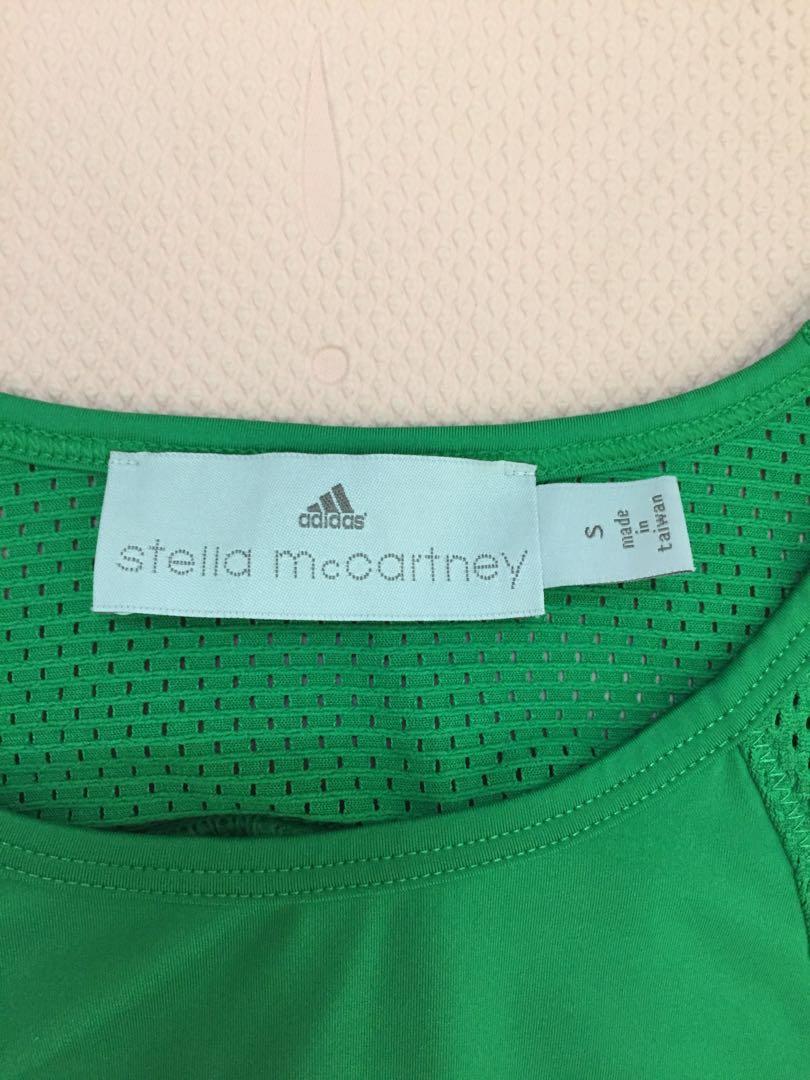 adidas
stella mccartney
S
made
in
taiwan